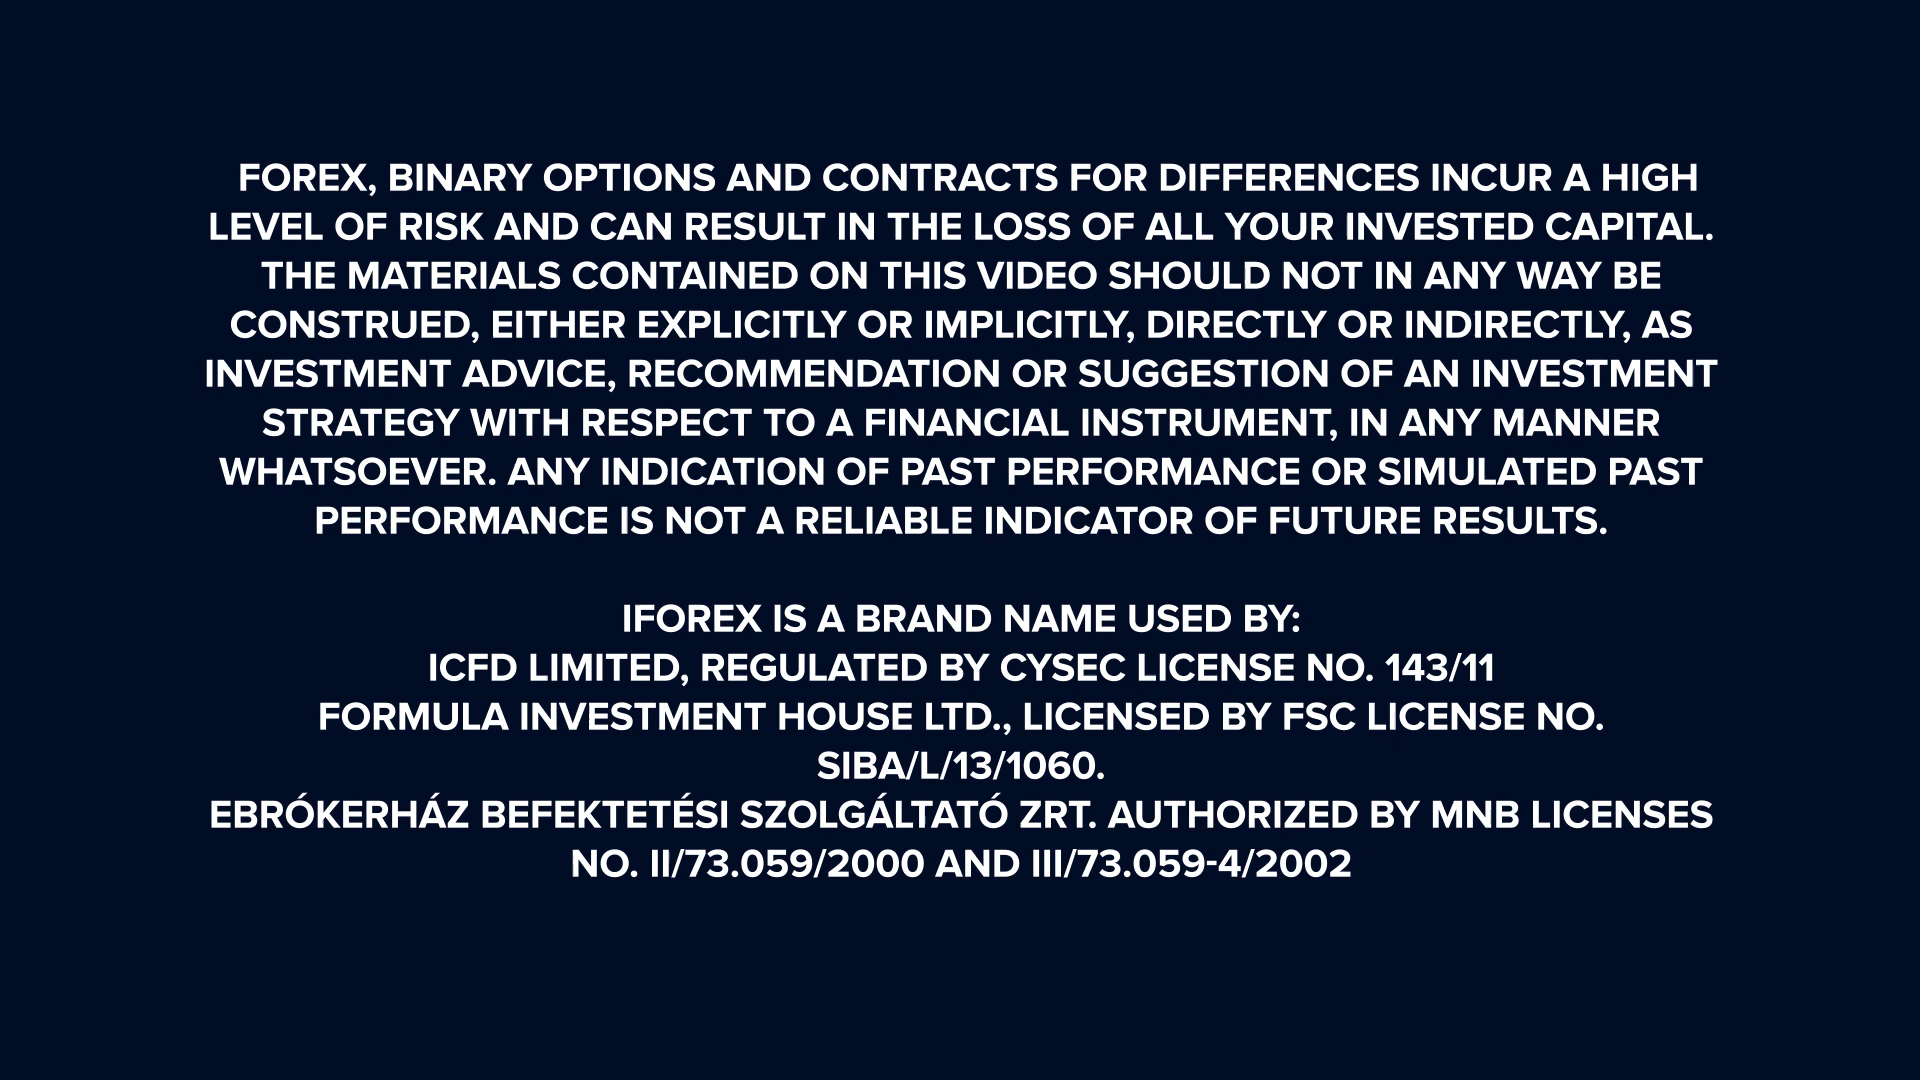 FOREX, BINARY OPTIONS AND CONTRACTS FOR DIFFERENCES INCUR A HIGH
LEVEL OF RISK AND CAN RESULT IN THE LOSS OF ALL YOUR INVESTED CAPITAL.
THE MATERIALS CONTAINED ON THIS VIDEO SHOULD NOT IN ANY WAY BE
CONSTRUED, EITHER EXPLICITLY OR IMPLICITLY, DIRECTLY OR INDIRECTLY, AS
INVESTMENT ADVICE, RECOMMENDATION OR SUGGESTION OF AN INVESTMENT
STRATEGY WITH RESPECT TO A FINANCIAL INSTRUMENT, IN ANY MANNER
WHATSOEVER. ANY INDICATION OF PAST PERFORMANCE OR SIMULATED PAST
PERFORMANCE IS NOT A RELIABLE INDICATOR OF FUTURE RESULTS.
IFOREX IS A BRAND NAME USED BY:
ICFD LIMITED, REGULATED BY CYSEC LICENSE NO. 143/11
FORMULA INVESTMENT HOUSE LTD., LICENSED BY FSC LICENSE NO.
SIBA/L/13/1060.
EBRÓKERHÁZ BEFEKTETÉSI SZOLGÁLTATÓ ZRT. AUTHORIZED BY MNB LICENSES
NO. II/73.059/2000 AND III/73.059-4/2002